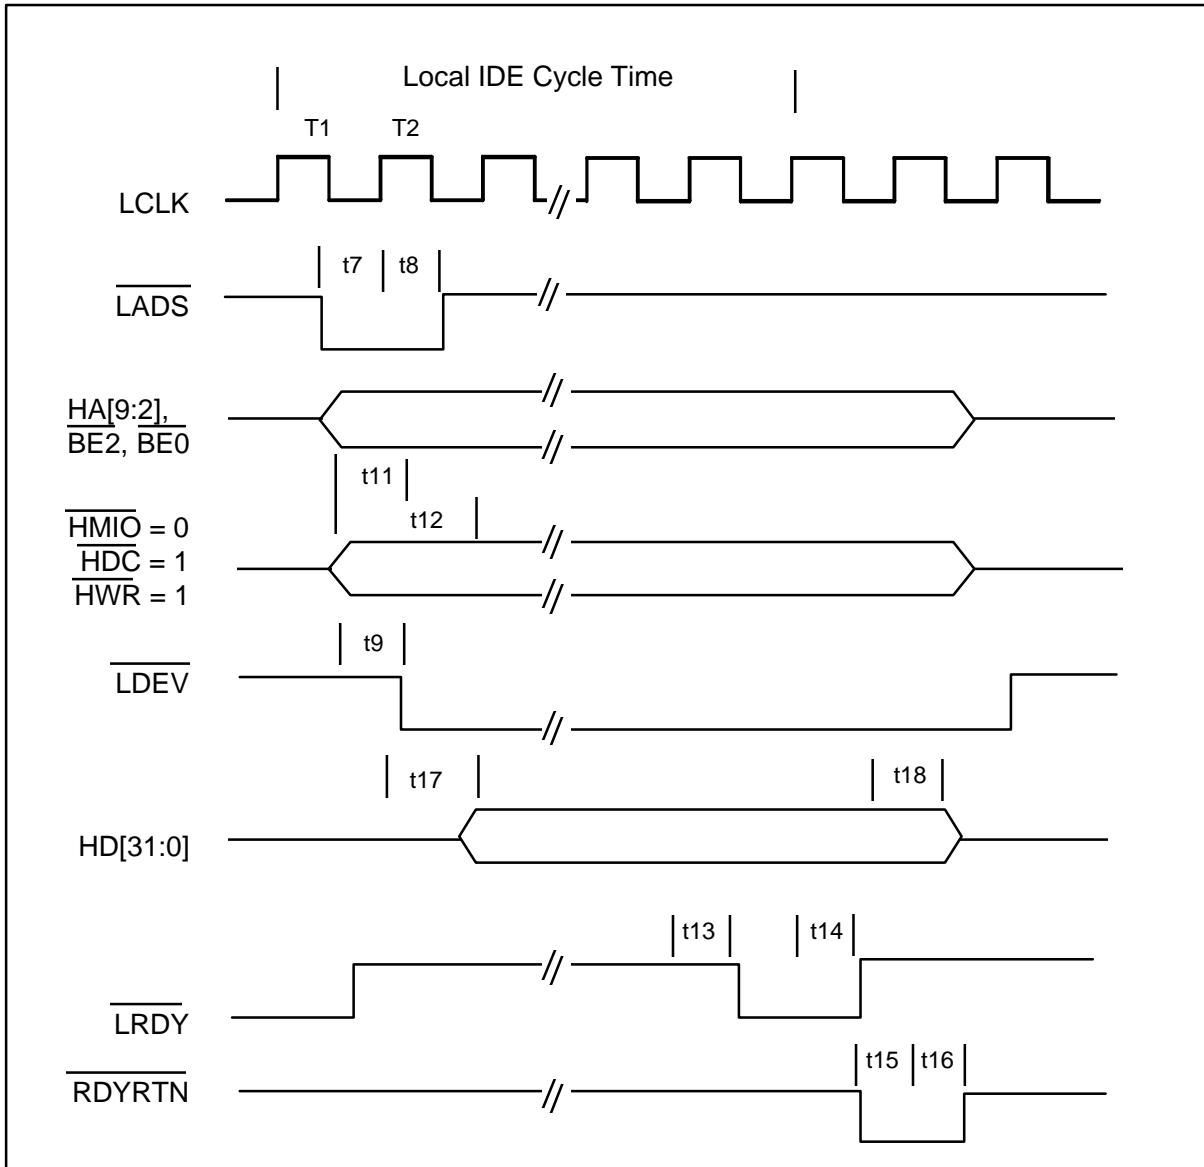 Local IDE Cycle Time
T1 T2
LCLK
t7 t8
LADS
HA[9:2],
BE2, BE0
t11
t12
HMIO = 0
HDC = 1
HWR = 1
t9
LDEV
t17 t18
HD[31:0]
t13 t14
LRDY
t15 t16
RDYRTN